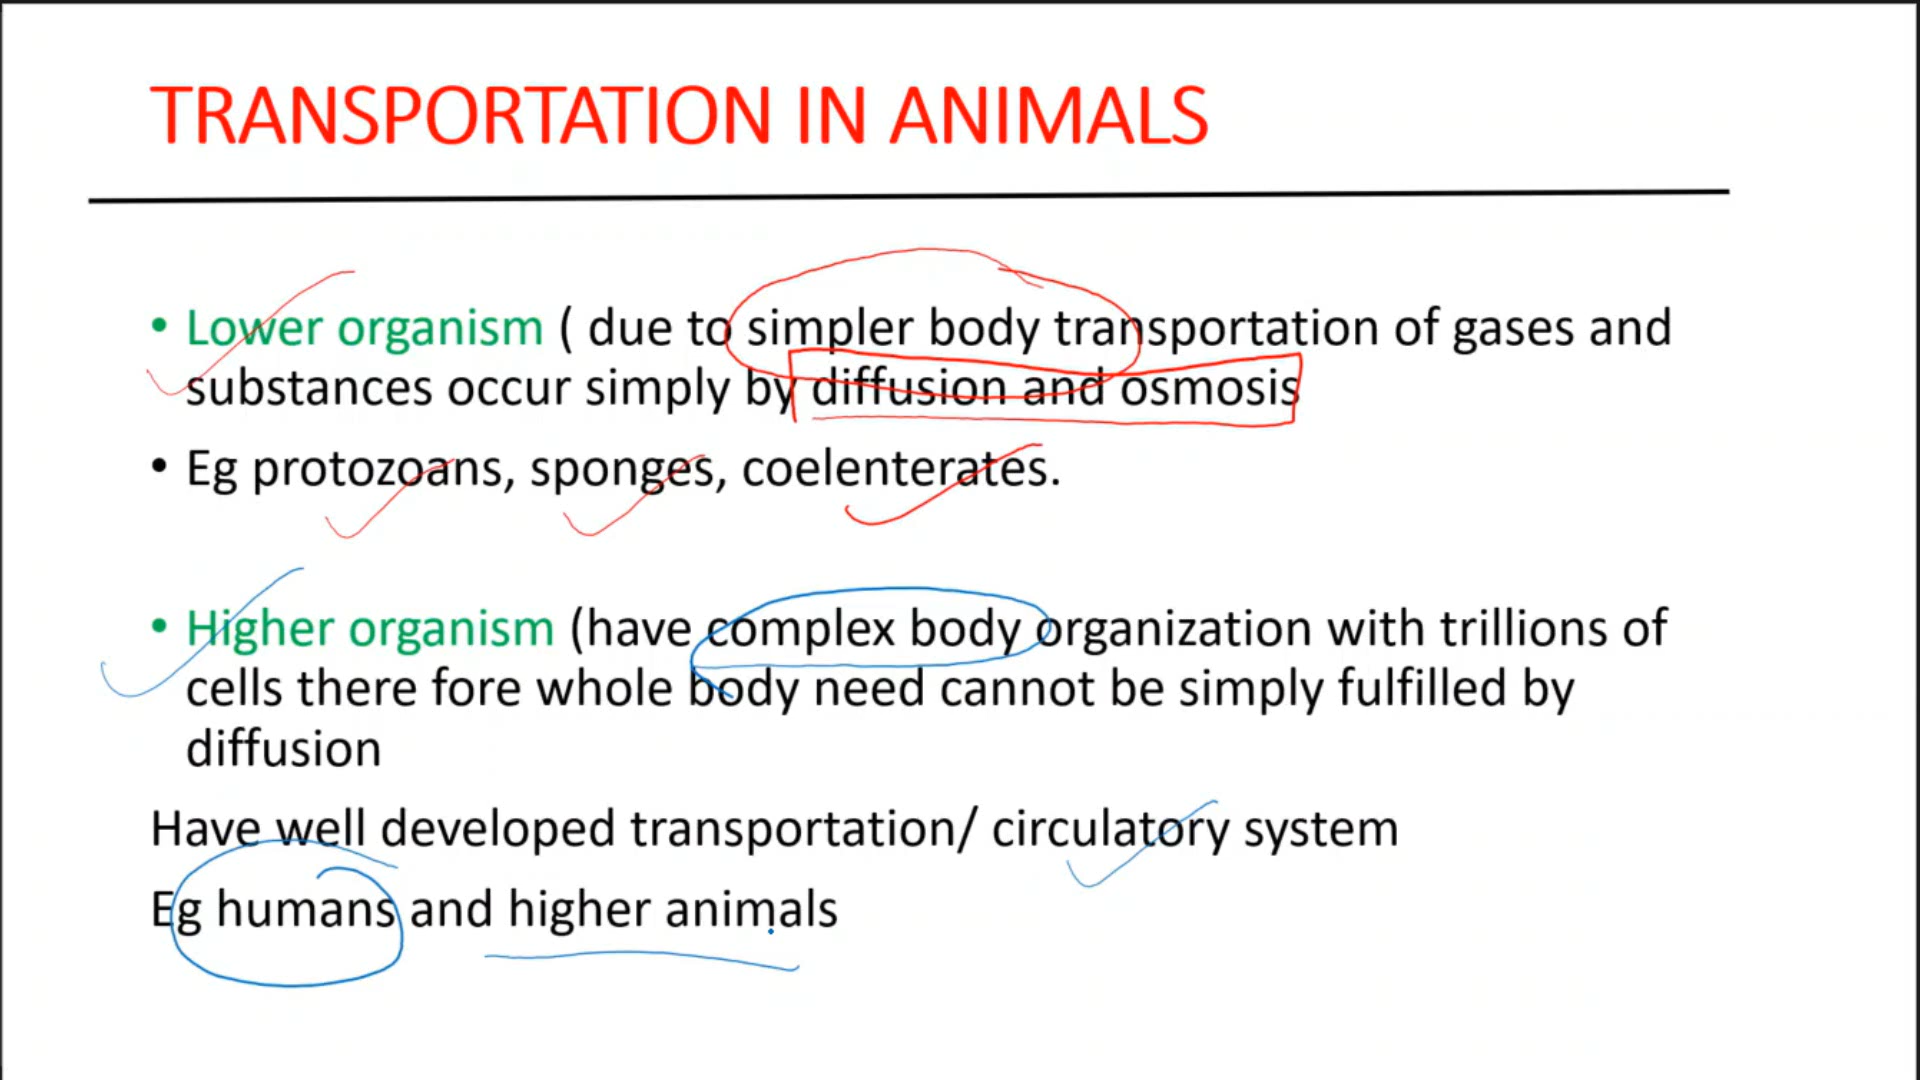 TRANSPORTATION IN ANIMALS
• Lower organism ( due to simpler body transportation of gases and
substances occur simply by diffusion and osmosis
• Eg protozoans, sponges, coelenterates.
• Higher organism (have complex body organization with trillions of
cells there fore whole body need cannot be simply fulfilled by
diffusion
Have well developed transportation/ circulatory system
Eg humans and higher animals